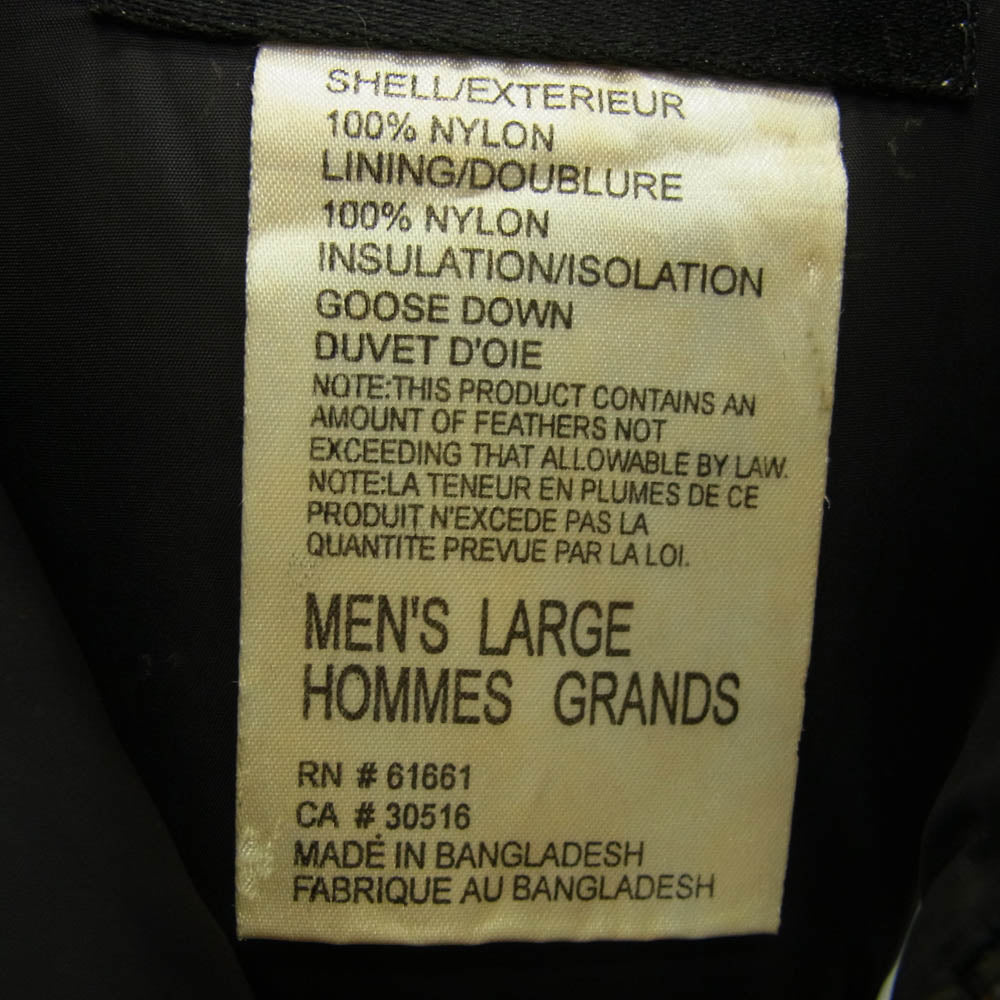 SHELL/EXTERIEUR
100% NYLON
LINING/DOUBLURE
100% NYLON
INSULATION/ISOLATION
GOOSE DOWN
DUVET D'OIE
NOTE:THIS PRODUCT CONTAINS AN
AMOUNT OF FEATHERS NOT
EXCEEDING THAT ALLOWABLE BY LAW.
NOTE:LA TENEUR EN PLUMES DE CE
PRODUIT N'EXCEDE PAS LA
QUANTITE PREVUE PAR LA LOI.
MEN'S LARGE
HOMMES GRANDS
RN # 61661
CA # 30516
MADE IN BANGLADESH
FABRIQUE AU BANGLADESH